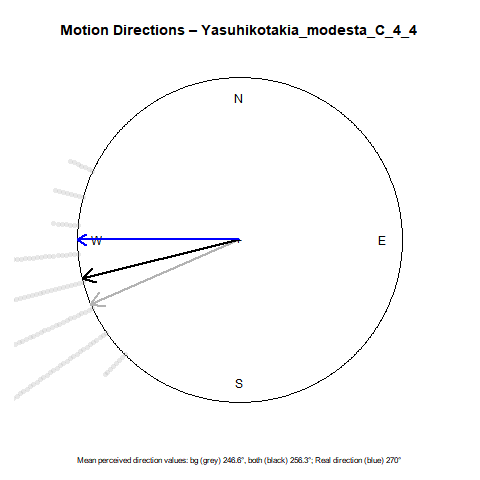 Motion Directions – Yasuhikotakia_modesta_C_4_4
N
W
E
S
Mean perceived direction values: bg (grey) 246.6°, both (black) 256.3°; Real direction (blue) 270°